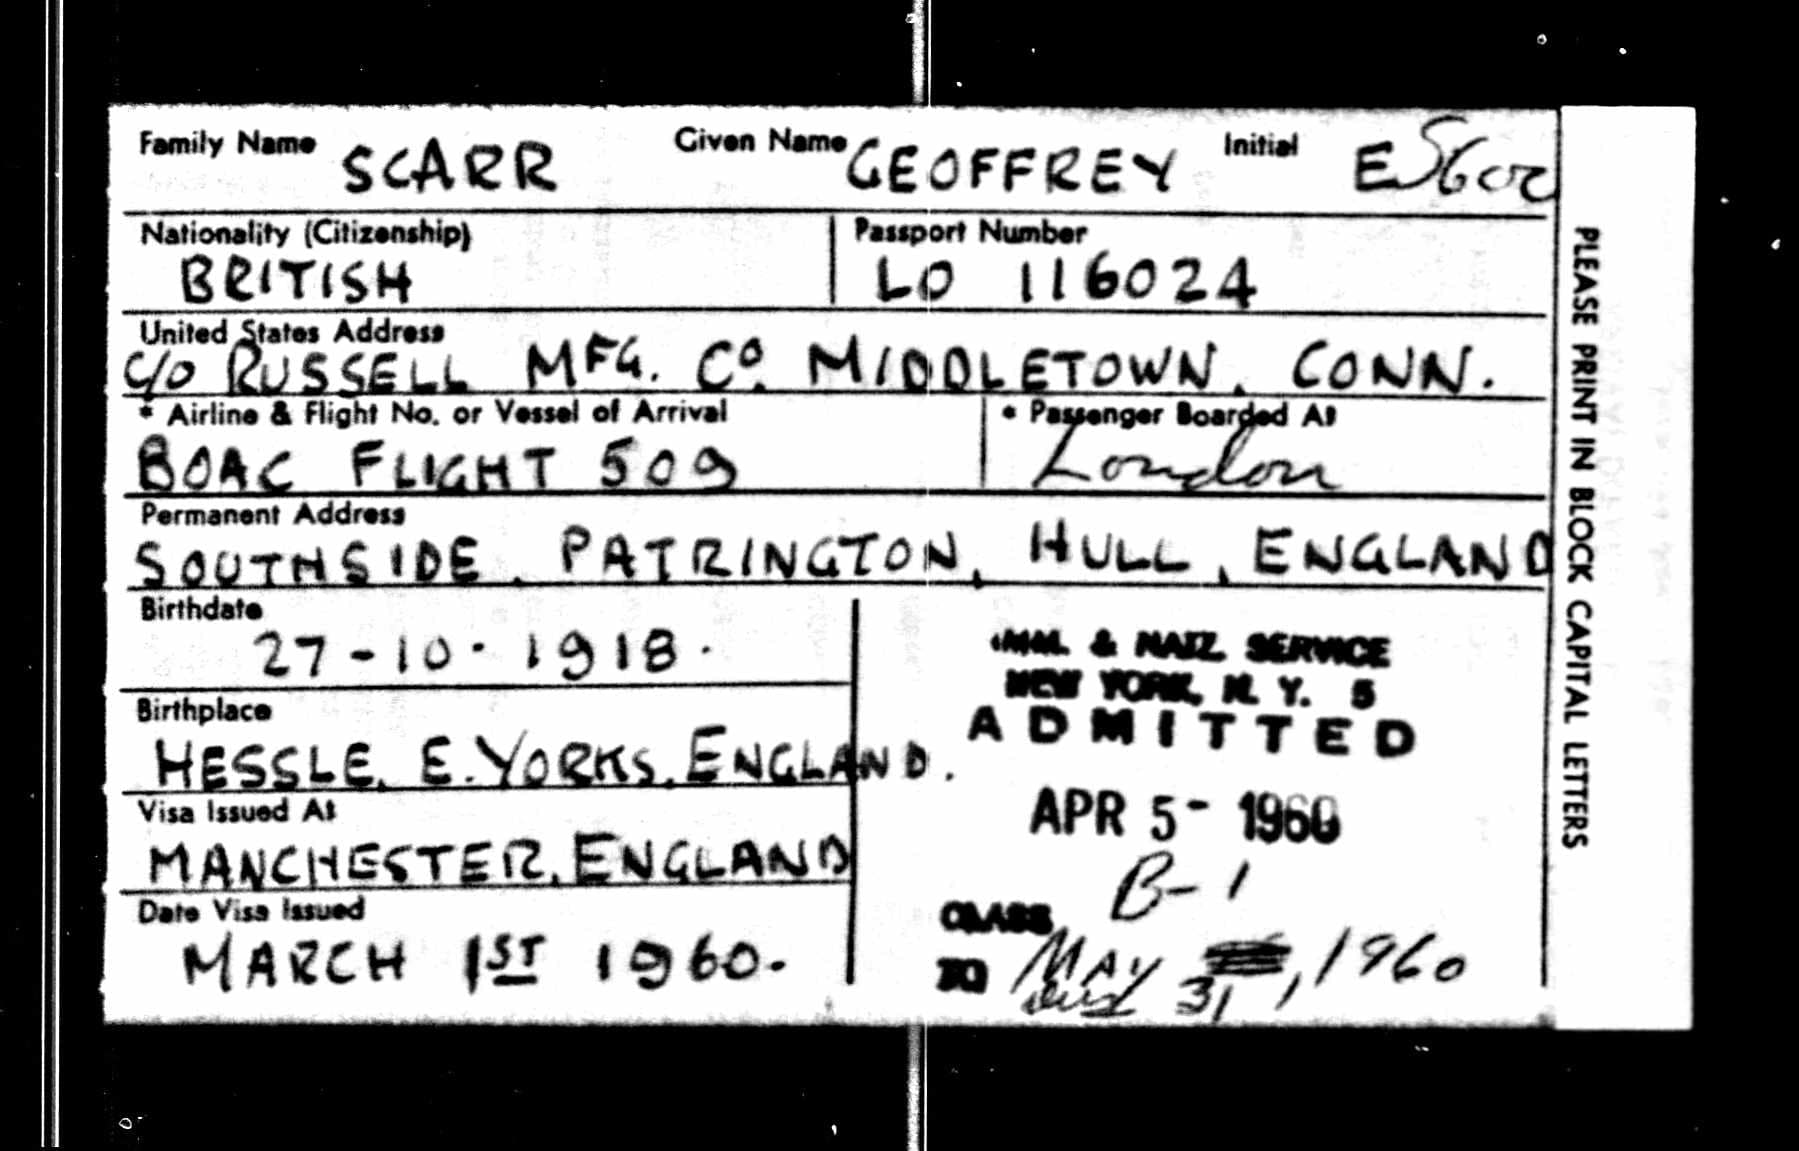 Family Name SCARR Given Name GEOFFREY Initial E S600
Nationality (Citizenship) Passport Number
BRITISH LO 116024
United States Address
c/o RUSSELL MFG. Cº. MIDDLETOWN, CONN.
* Airline & Flight No. or Vessel of Arrival * Passenger Boarded At
BOAC FLIGHT 509 London
Permanent Address
SOUTHSIDE, PATRINGTON, HULL, ENGLAND
Birthdate
27-10-1918.
Birthplace
HESSLE, E. YORKS, ENGLAND.
Visa Issued At
MANCHESTER, ENGLAND
Date Visa Issued
MARCH 1ST 1960.
IMM. & NATZ. SERVICE
NEW YORK, N. Y. 5
ADMITTED
APR 5- 1960
CLASS B-1
TO MAY 31, 1960
PLEASE PRINT IN BLOCK CAPITAL LETTERS